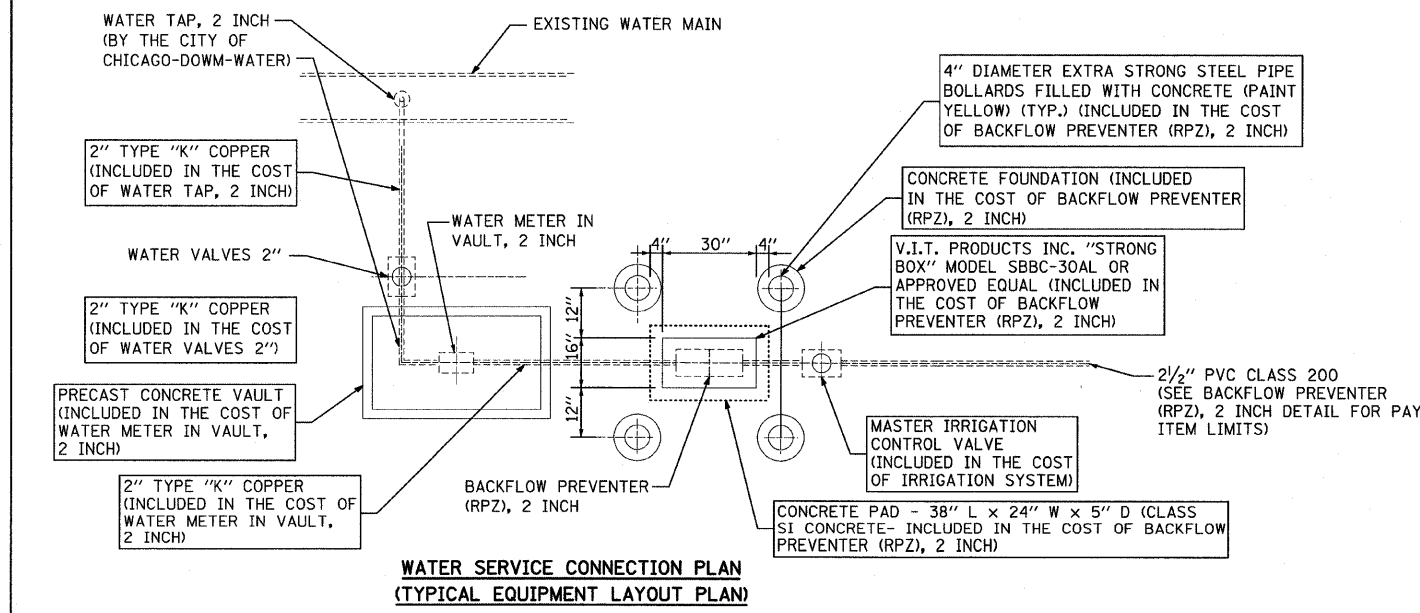 WATER TAP, 2 INCH
(BY THE CITY OF
CHICAGO-DOWM-WATER)
EXISTING WATER MAIN
4" DIAMETER EXTRA STRONG STEEL PIPE
BOLLARDS FILLED WITH CONCRETE (PAINT
YELLOW) (TYP.) (INCLUDED IN THE COST
OF BACKFLOW PREVENTER (RPZ), 2 INCH)
2" TYPE "K" COPPER
(INCLUDED IN THE COST
OF WATER TAP, 2 INCH)
CONCRETE FOUNDATION (INCLUDED
IN THE COST OF BACKFLOW PREVENTER
(RPZ), 2 INCH)
WATER METER IN
VAULT, 2 INCH
4" 30" 4"
WATER VALVES 2"
V.I.T. PRODUCTS INC. "STRONG
BOX" MODEL SBBC-30AL OR
APPROVED EQUAL (INCLUDED IN
THE COST OF BACKFLOW
PREVENTER (RPZ), 2 INCH)
2" TYPE "K" COPPER
(INCLUDED IN THE COST
OF WATER VALVES 2")
12"
16"
12"
PRECAST CONCRETE VAULT
(INCLUDED IN THE COST OF
WATER METER IN VAULT,
2 INCH)
2 1/2" PVC CLASS 200
(SEE BACKFLOW PREVENTER
(RPZ), 2 INCH DETAIL FOR PAY
ITEM LIMITS)
MASTER IRRIGATION
CONTROL VALVE
(INCLUDED IN THE COST
OF IRRIGATION SYSTEM)
2" TYPE "K" COPPER
(INCLUDED IN THE COST OF
WATER METER IN VAULT,
2 INCH)
BACKFLOW PREVENTER
(RPZ), 2 INCH
CONCRETE PAD - 38" L x 24" W x 5" D (CLASS
SI CONCRETE- INCLUDED IN THE COST OF BACKFLOW
PREVENTER (RPZ), 2 INCH)
WATER SERVICE CONNECTION PLAN
(TYPICAL EQUIPMENT LAYOUT PLAN)